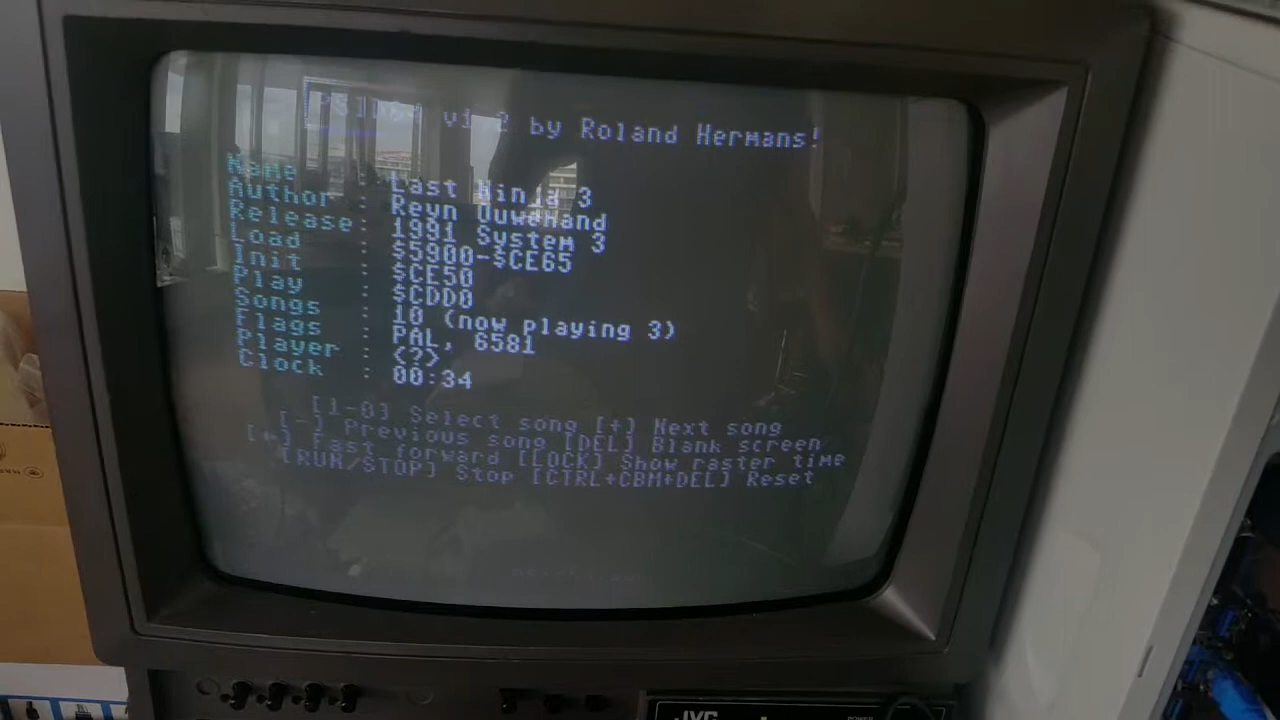 by Roland Hermans!
Name : Last Ninja 3
Author : Reyn Ouwehand
Release : 1991 System 3
Load : $5900-$CE65
Init : $CE50
Play : $CDD0
Songs : 10 (now playing 3)
Flags : PAL, 6581
Player : <?>
Clock : 00:34
[1-0] Select song [+] Next song
[-] Previous song [DEL] Blank screen
[←] Fast forward [LOCK] Show raster time
[RUN/STOP] Stop [CTRL+CBM+DEL] Reset
JVC
POWER